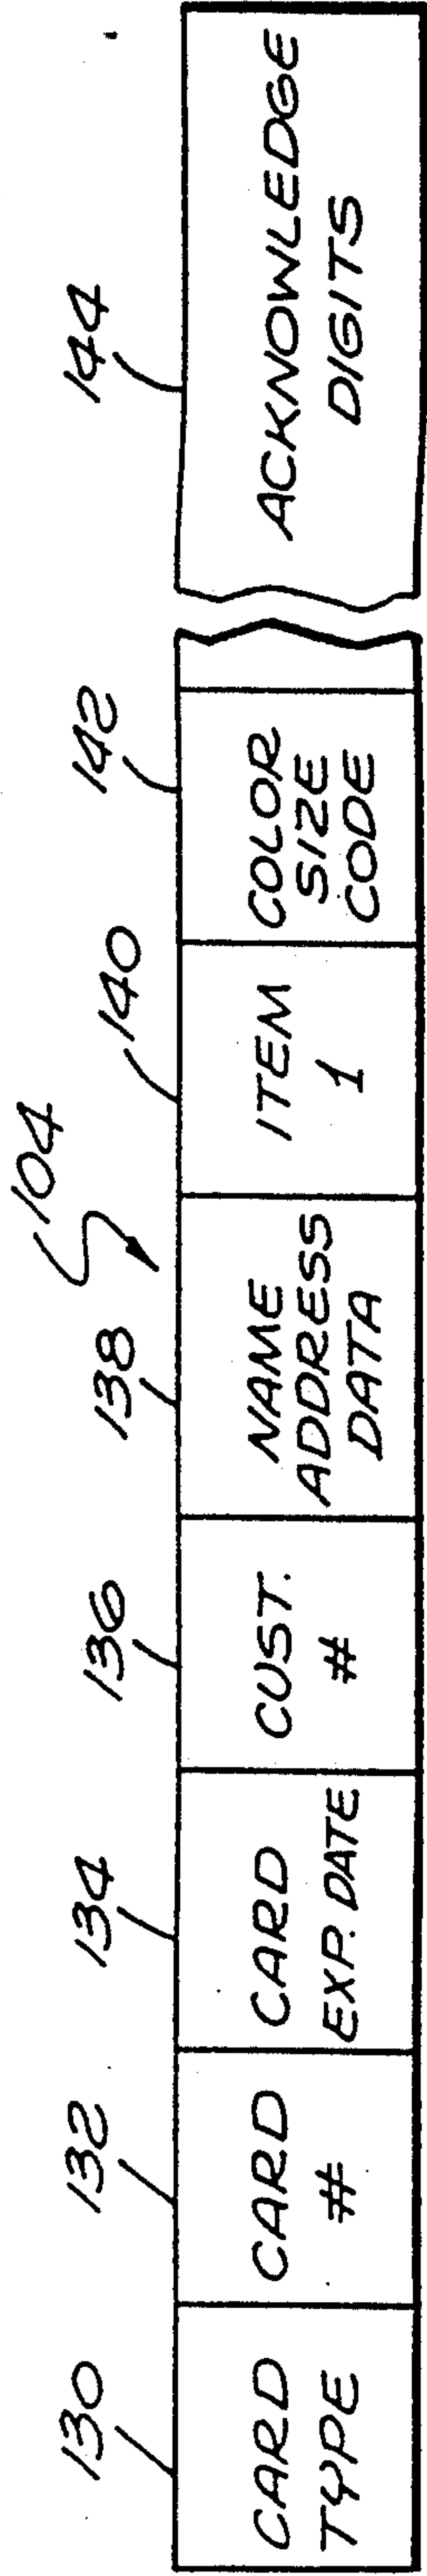 104
130
132
134
136
138
140
142
144
CARD
TYPE
CARD
#
CARD
EXP. DATE
CUST.
#
NAME
ADDRESS
DATA
ITEM
1
COLOR
SIZE
CODE
ACKNOWLEDGE
DIGITS